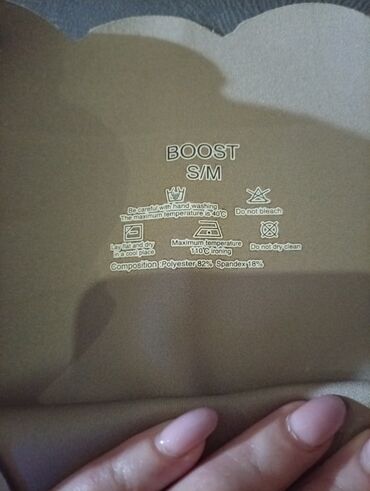 BOOST
S/M
Be careful with hand washing
The maximum temperature is 40℃
Do not bleach
Lay flat and dry
in a cool place
Maximum temperature
110℃ ironing
Do not dry clean
Composition :Polyester 82% Spandex 18%